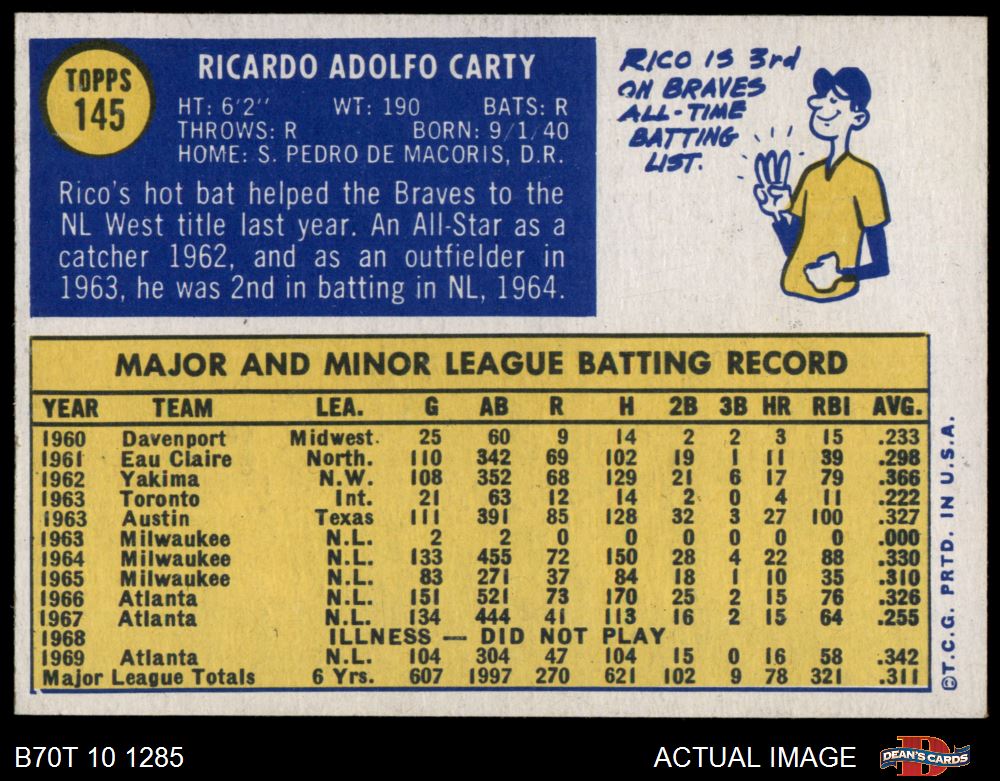 TOPPS
145
RICARDO ADOLFO CARTY
HT: 6'2" WT: 190 BATS: R
THROWS: R BORN: 9/1/40
HOME: S. PEDRO DE MACORIS, D.R.
Rico's hot bat helped the Braves to the
NL West title last year. An All-Star as a
catcher 1962, and as an outfielder in
1963, he was 2nd in batting in NL, 1964.
RICO IS 3rd
ON BRAVES
ALL-TIME
BATTING
LIST.
MAJOR AND MINOR LEAGUE BATTING RECORD
YEAR TEAM LEA. G AB R H 2B 3B HR RBI AVG.
1960 Davenport Midwest. 25 60 9 14 2 2 3 15 .233
1961 Eau Claire North. 110 342 69 102 19 1 11 39 .298
1962 Yakima N.W. 108 352 68 129 21 6 17 79 .366
1963 Toronto Int. 21 63 12 14 2 0 4 11 .222
1963 Austin Texas 111 391 85 128 32 3 27 100 .327
1963 Milwaukee N.L. 2 2 0 0 0 0 0 0 .000
1964 Milwaukee N.L. 133 455 72 150 28 4 22 88 .330
1965 Milwaukee N.L. 83 271 37 84 18 1 10 35 .310
1966 Atlanta N.L. 151 521 73 170 25 2 15 76 .326
1967 Atlanta N.L. 134 444 41 113 16 2 15 64 .255
1968 ILLNESS — DID NOT PLAY
1969 Atlanta N.L. 104 304 47 104 15 0 16 58 .342
Major League Totals 6 Yrs. 607 1997 270 621 102 9 78 321 .311
©T.C.G. PRTD. IN U.S.A.
B70T 10 1285
ACTUAL IMAGE
D
DEAN'S CARDS